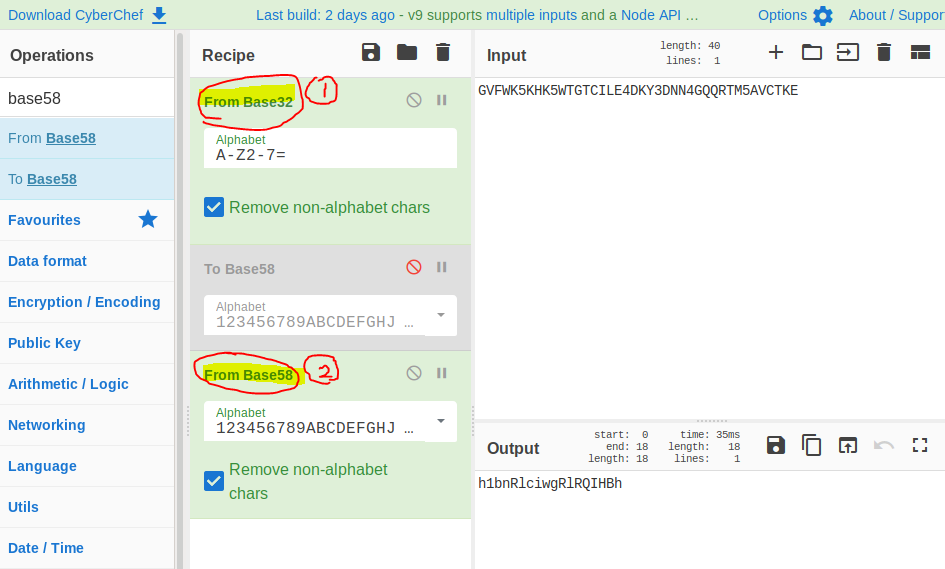 Download CyberChef
Last build: 2 days ago - v9 supports multiple inputs and a Node API ...
Options
About / Suppor
Operations
base58
From Base58
To Base58
Favourites
Data format
Encryption / Encoding
Public Key
Arithmetic / Logic
Networking
Language
Utils
Date / Time
Recipe
From Base32
1
Alphabet
A-Z2-7=
Remove non-alphabet chars
To Base58
Alphabet
123456789ABCDEFGHJ ...
From Base58
2
Alphabet
123456789ABCDEFGHJ ...
Remove non-alphabet
chars
Input
length: 40
lines: 1
GVFWK5KHK5WTGTCILE4DKY3DNN4GQQRTM5AVCTKE
Output
start: 0
end: 18
length: 18
time: 35ms
length: 18
lines: 1
h1bnRlciwgRlRQIHBh